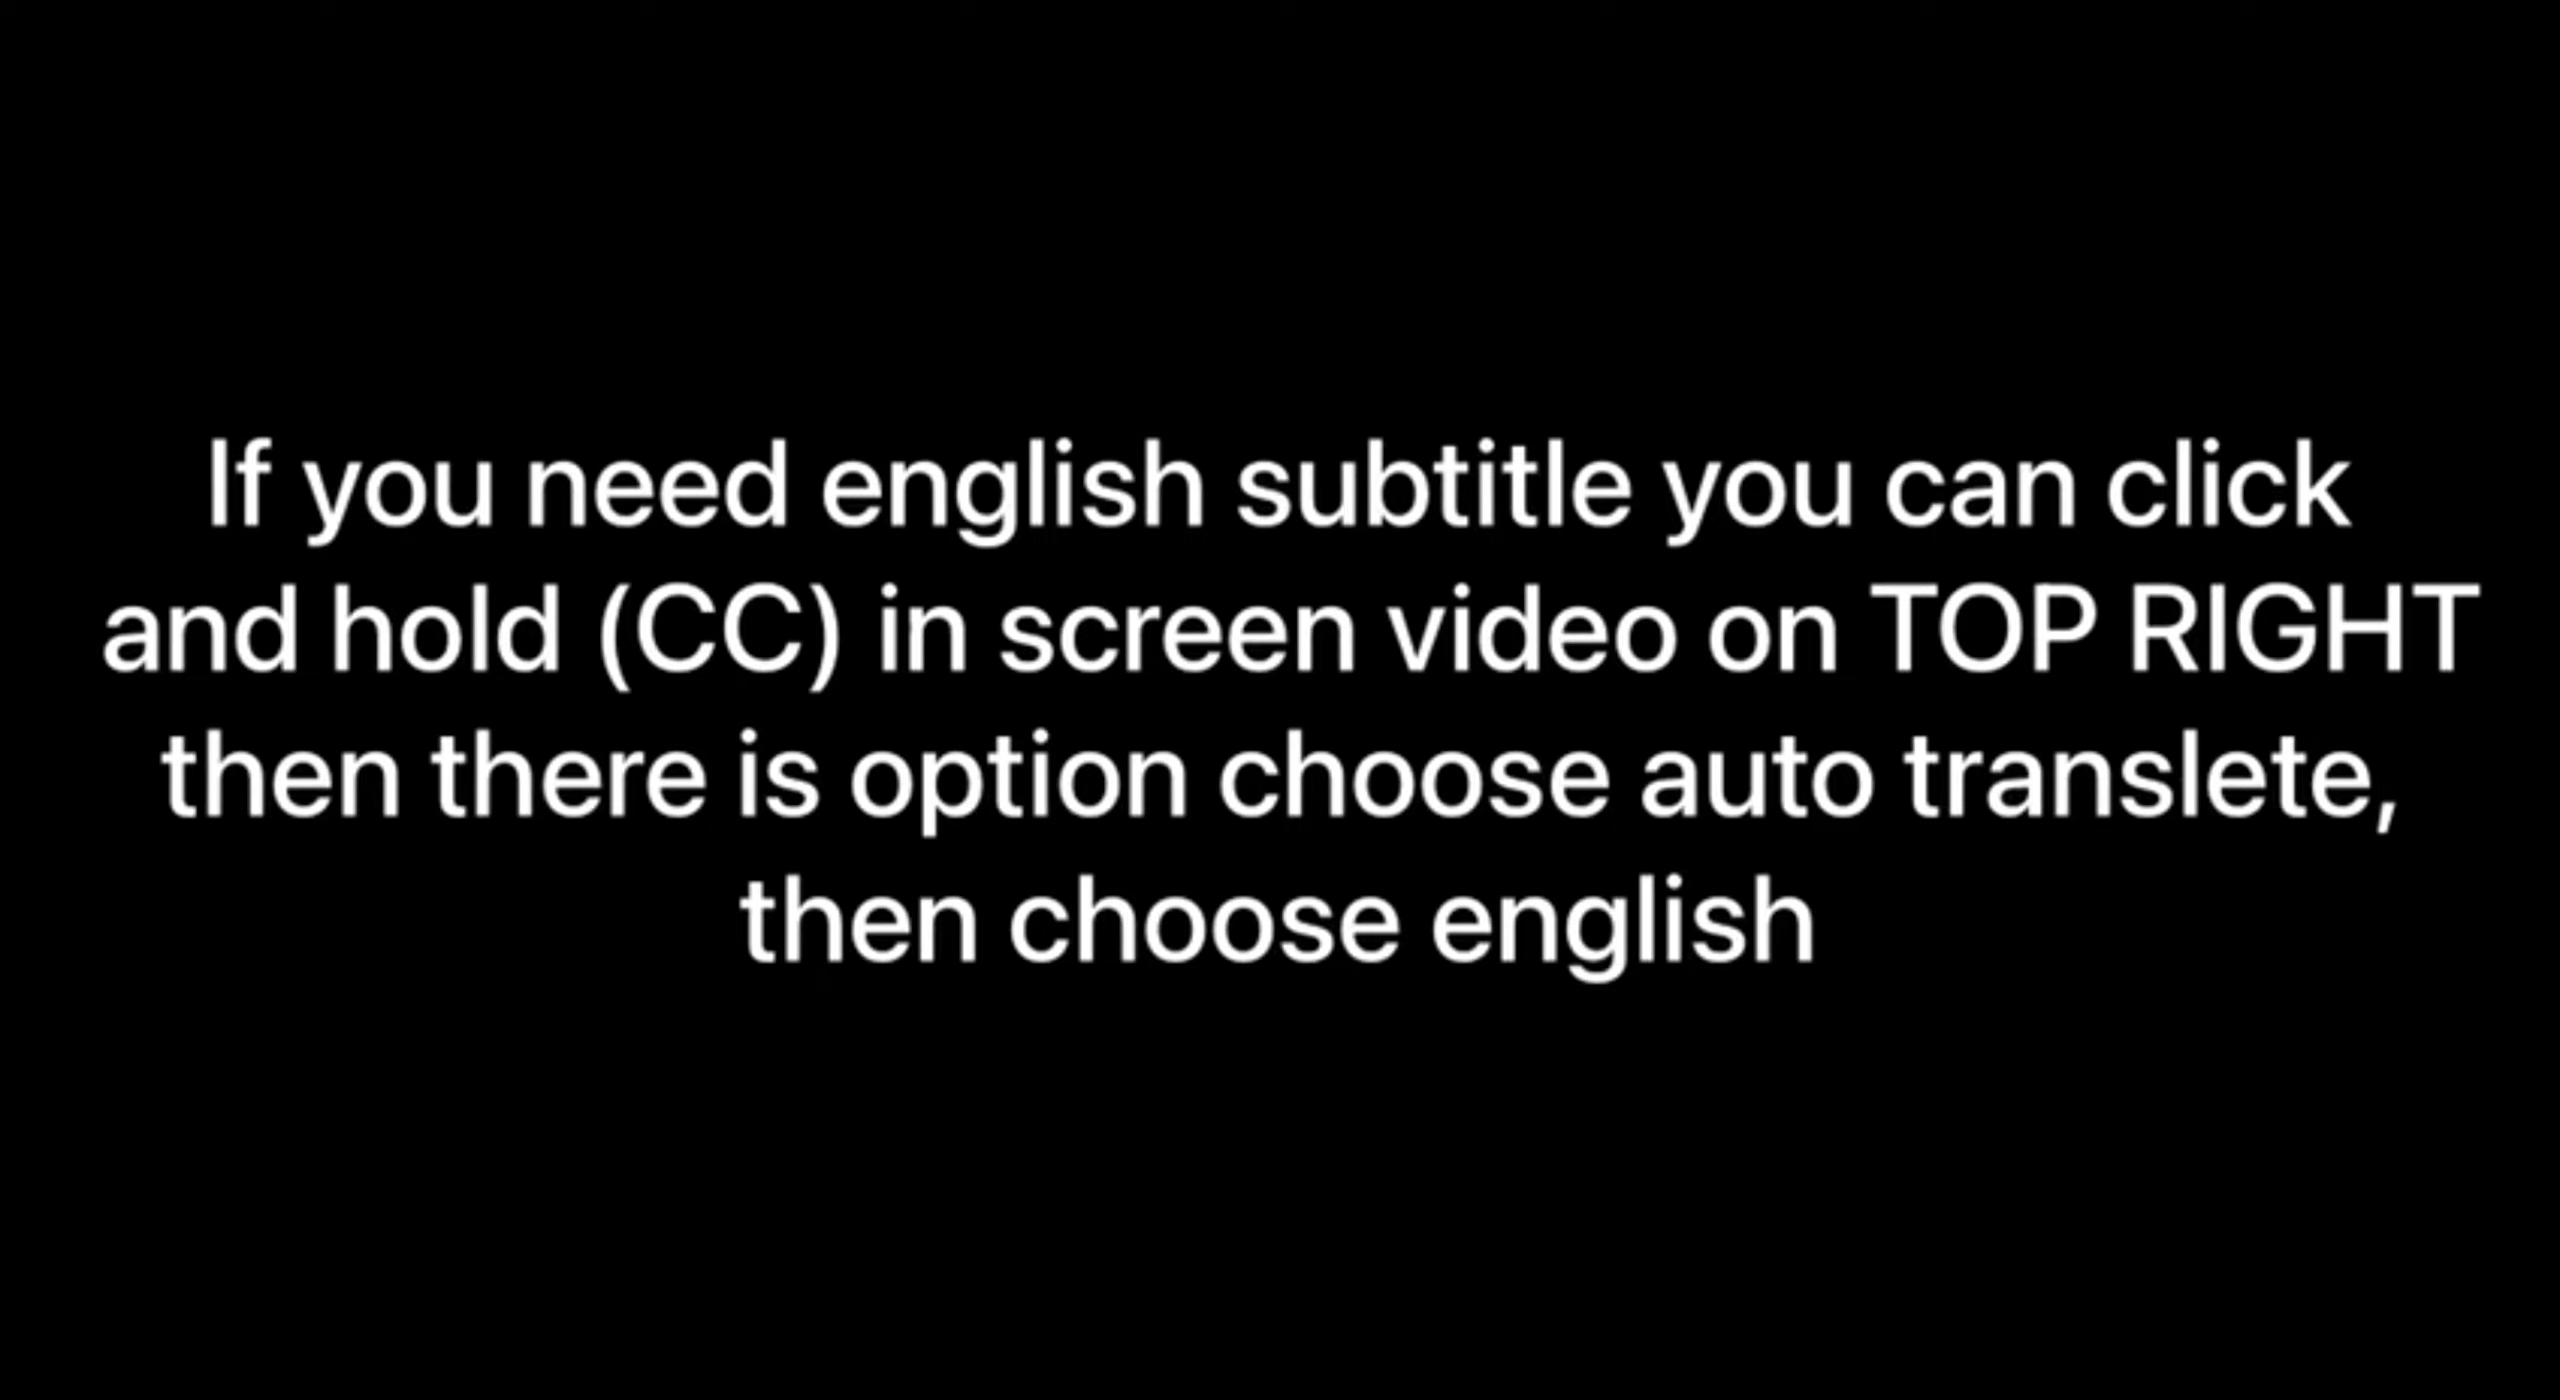 If you need english subtitle you can click
and hold (CC) in screen video on TOP RIGHT
then there is option choose auto translete,
then choose english